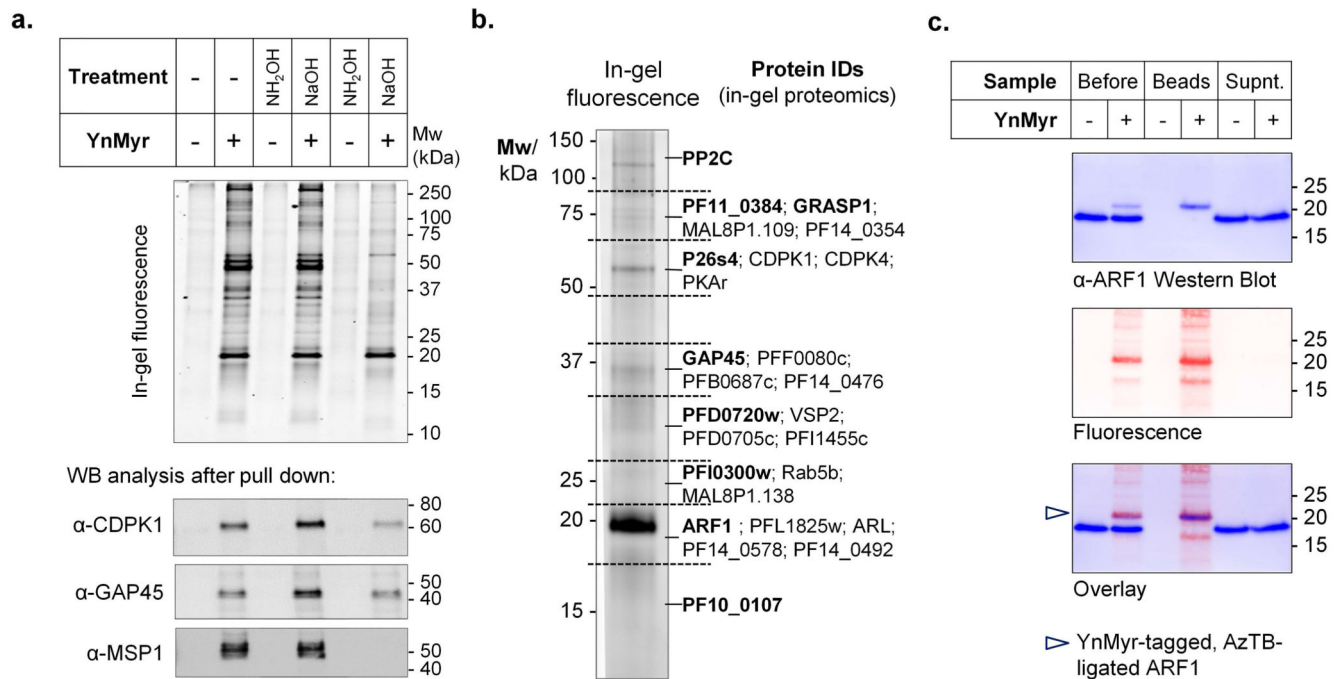 a.
Treatment - - NH₂OH NaOH NH₂OH NaOH
YnMyr - + - + - + Mw (kDa)
In-gel fluorescence
250
100
75
50
37
25
20
15
10
WB analysis after pull down:
α-CDPK1
80
60
α-GAP45
50
40
α-MSP1
50
40
b.
In-gel fluorescence
Protein IDs
(in-gel proteomics)
Mw/
kDa
150
100
75
50
37
25
20
15
PP2C
PF11_0384; GRASP1;
MAL8P1.109; PF14_0354
P26s4; CDPK1; CDPK4;
PKAr
GAP45; PFF0080c;
PFB0687c; PF14_0476
PFD0720w; VSP2;
PFD0705c; PFI1455c
PFI0300w; Rab5b;
MAL8P1.138
ARF1 ; PFL1825w; ARL;
PF14_0578; PF14_0492
PF10_0107
c.
Sample Before Beads Supnt.
YnMyr - + - + - +
25
20
15
α-ARF1 Western Blot
25
20
15
Fluorescence
25
20
15
Overlay
YnMyr-tagged, AzTB-
ligated ARF1